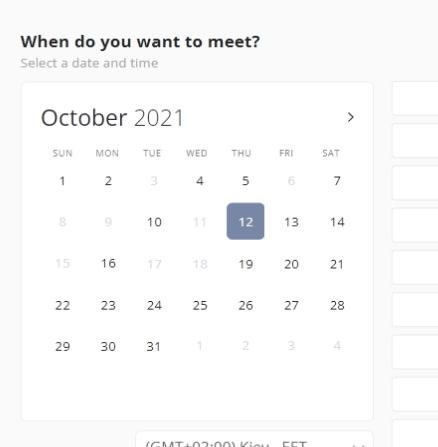 When do you want to meet?
Select a date and time
October 2021
SUN MON TUE WED THU FRI SAT
1 2 3 4 5 6 7
8 9 10 11 12 13 14
15 16 17 18 19 20 21
22 23 24 25 26 27 28
29 30 31 1 2 3 4
(GMT+03:00) Kiev - EET